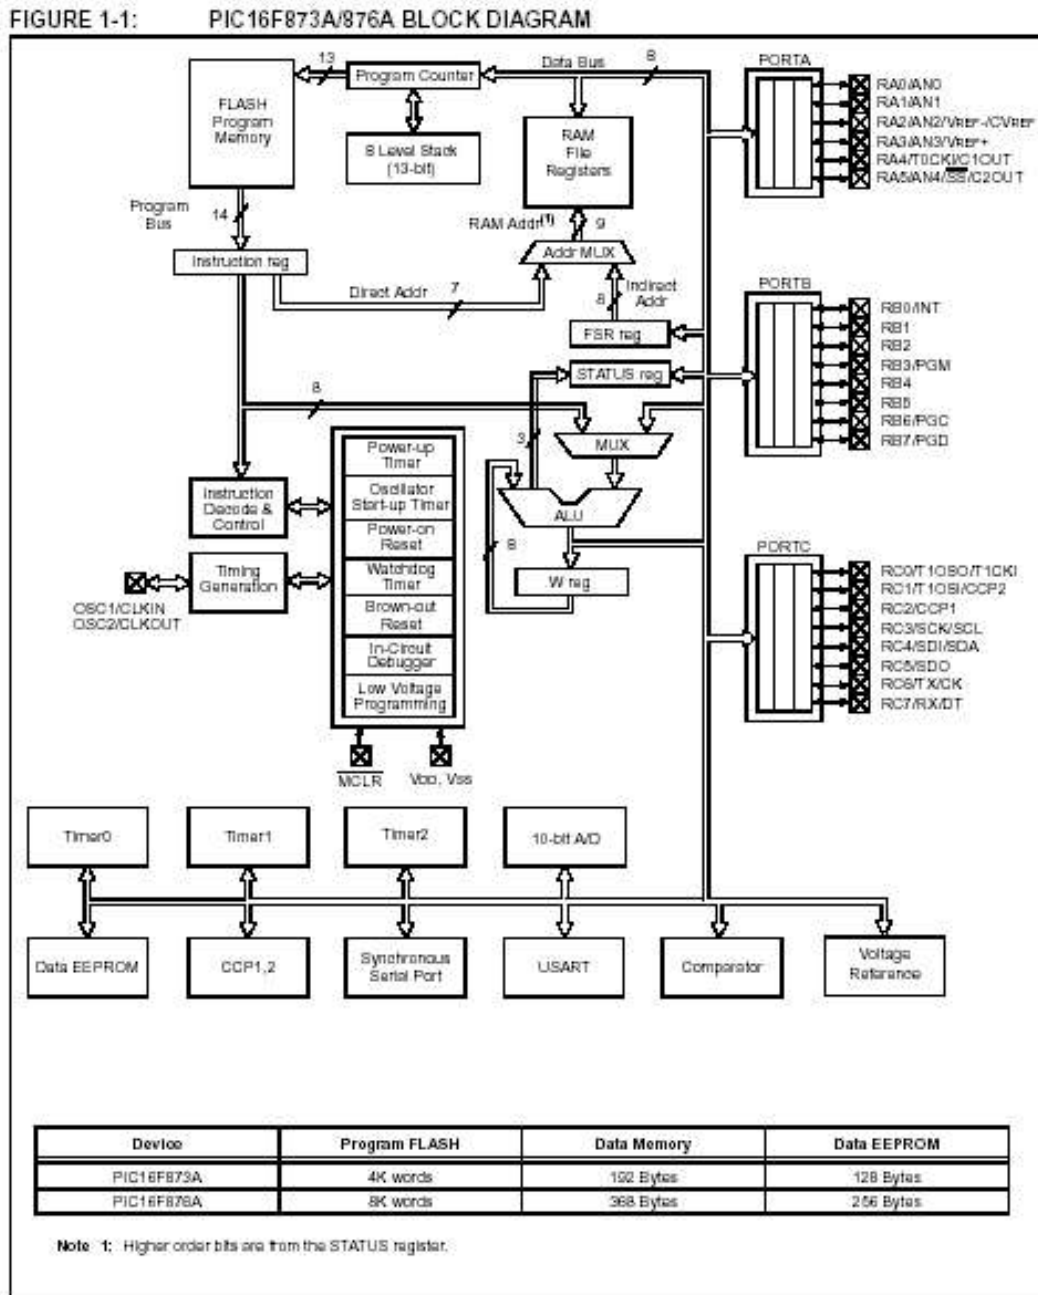 FIGURE 1-1: PIC16F873A/876A BLOCK DIAGRAM
13
Data Bus
8
PORTA
FLASH
Program
Memory
Program Counter
8 Level Stack
(13-bit)
RAM
File
Registers
RA0/AN0
RA1/AN1
RA2/AN2/VREF-/CVREF
RA3/AN3/VREF+
RA4/T0CKI/C1OUT
RA5/AN4/SS/C2OUT
Program
Bus
14
RAM Addr(1)
9
Instruction reg
Addr MUX
Direct Addr
7
8
Indirect
Addr
FSR reg
STATUS reg
PORTB
RB0/INT
RB1
RB2
RB3/PGM
RB4
RB5
RB6/PGC
RB7/PGD
8
3
MUX
Power-up
Timer
Oscillator
Start-up Timer
Power-on
Reset
Watchdog
Timer
Brown-out
Reset
In-Circuit
Debugger
Low Voltage
Programming
Instruction
Decode &
Control
ALU
8
W reg
Timing
Generation
OSC1/CLKIN
OSC2/CLKOUT
PORTC
RC0/T1OSO/T1CKI
RC1/T1OSI/CCP2
RC2/CCP1
RC3/SCK/SCL
RC4/SDI/SDA
RC5/SDO
RC6/TX/CK
RC7/RX/DT
MCLR
VDD, VSS
Timer0
Timer1
Timer2
10-bit A/D
Data EEPROM
CCP1,2
Synchronous
Serial Port
USART
Comparator
Voltage
Reference
Device Program FLASH Data Memory Data EEPROM
PIC16F873A 4K words 192 Bytes 128 Bytes
PIC16F876A 8K words 368 Bytes 256 Bytes
Note 1: Higher order bits are from the STATUS register.